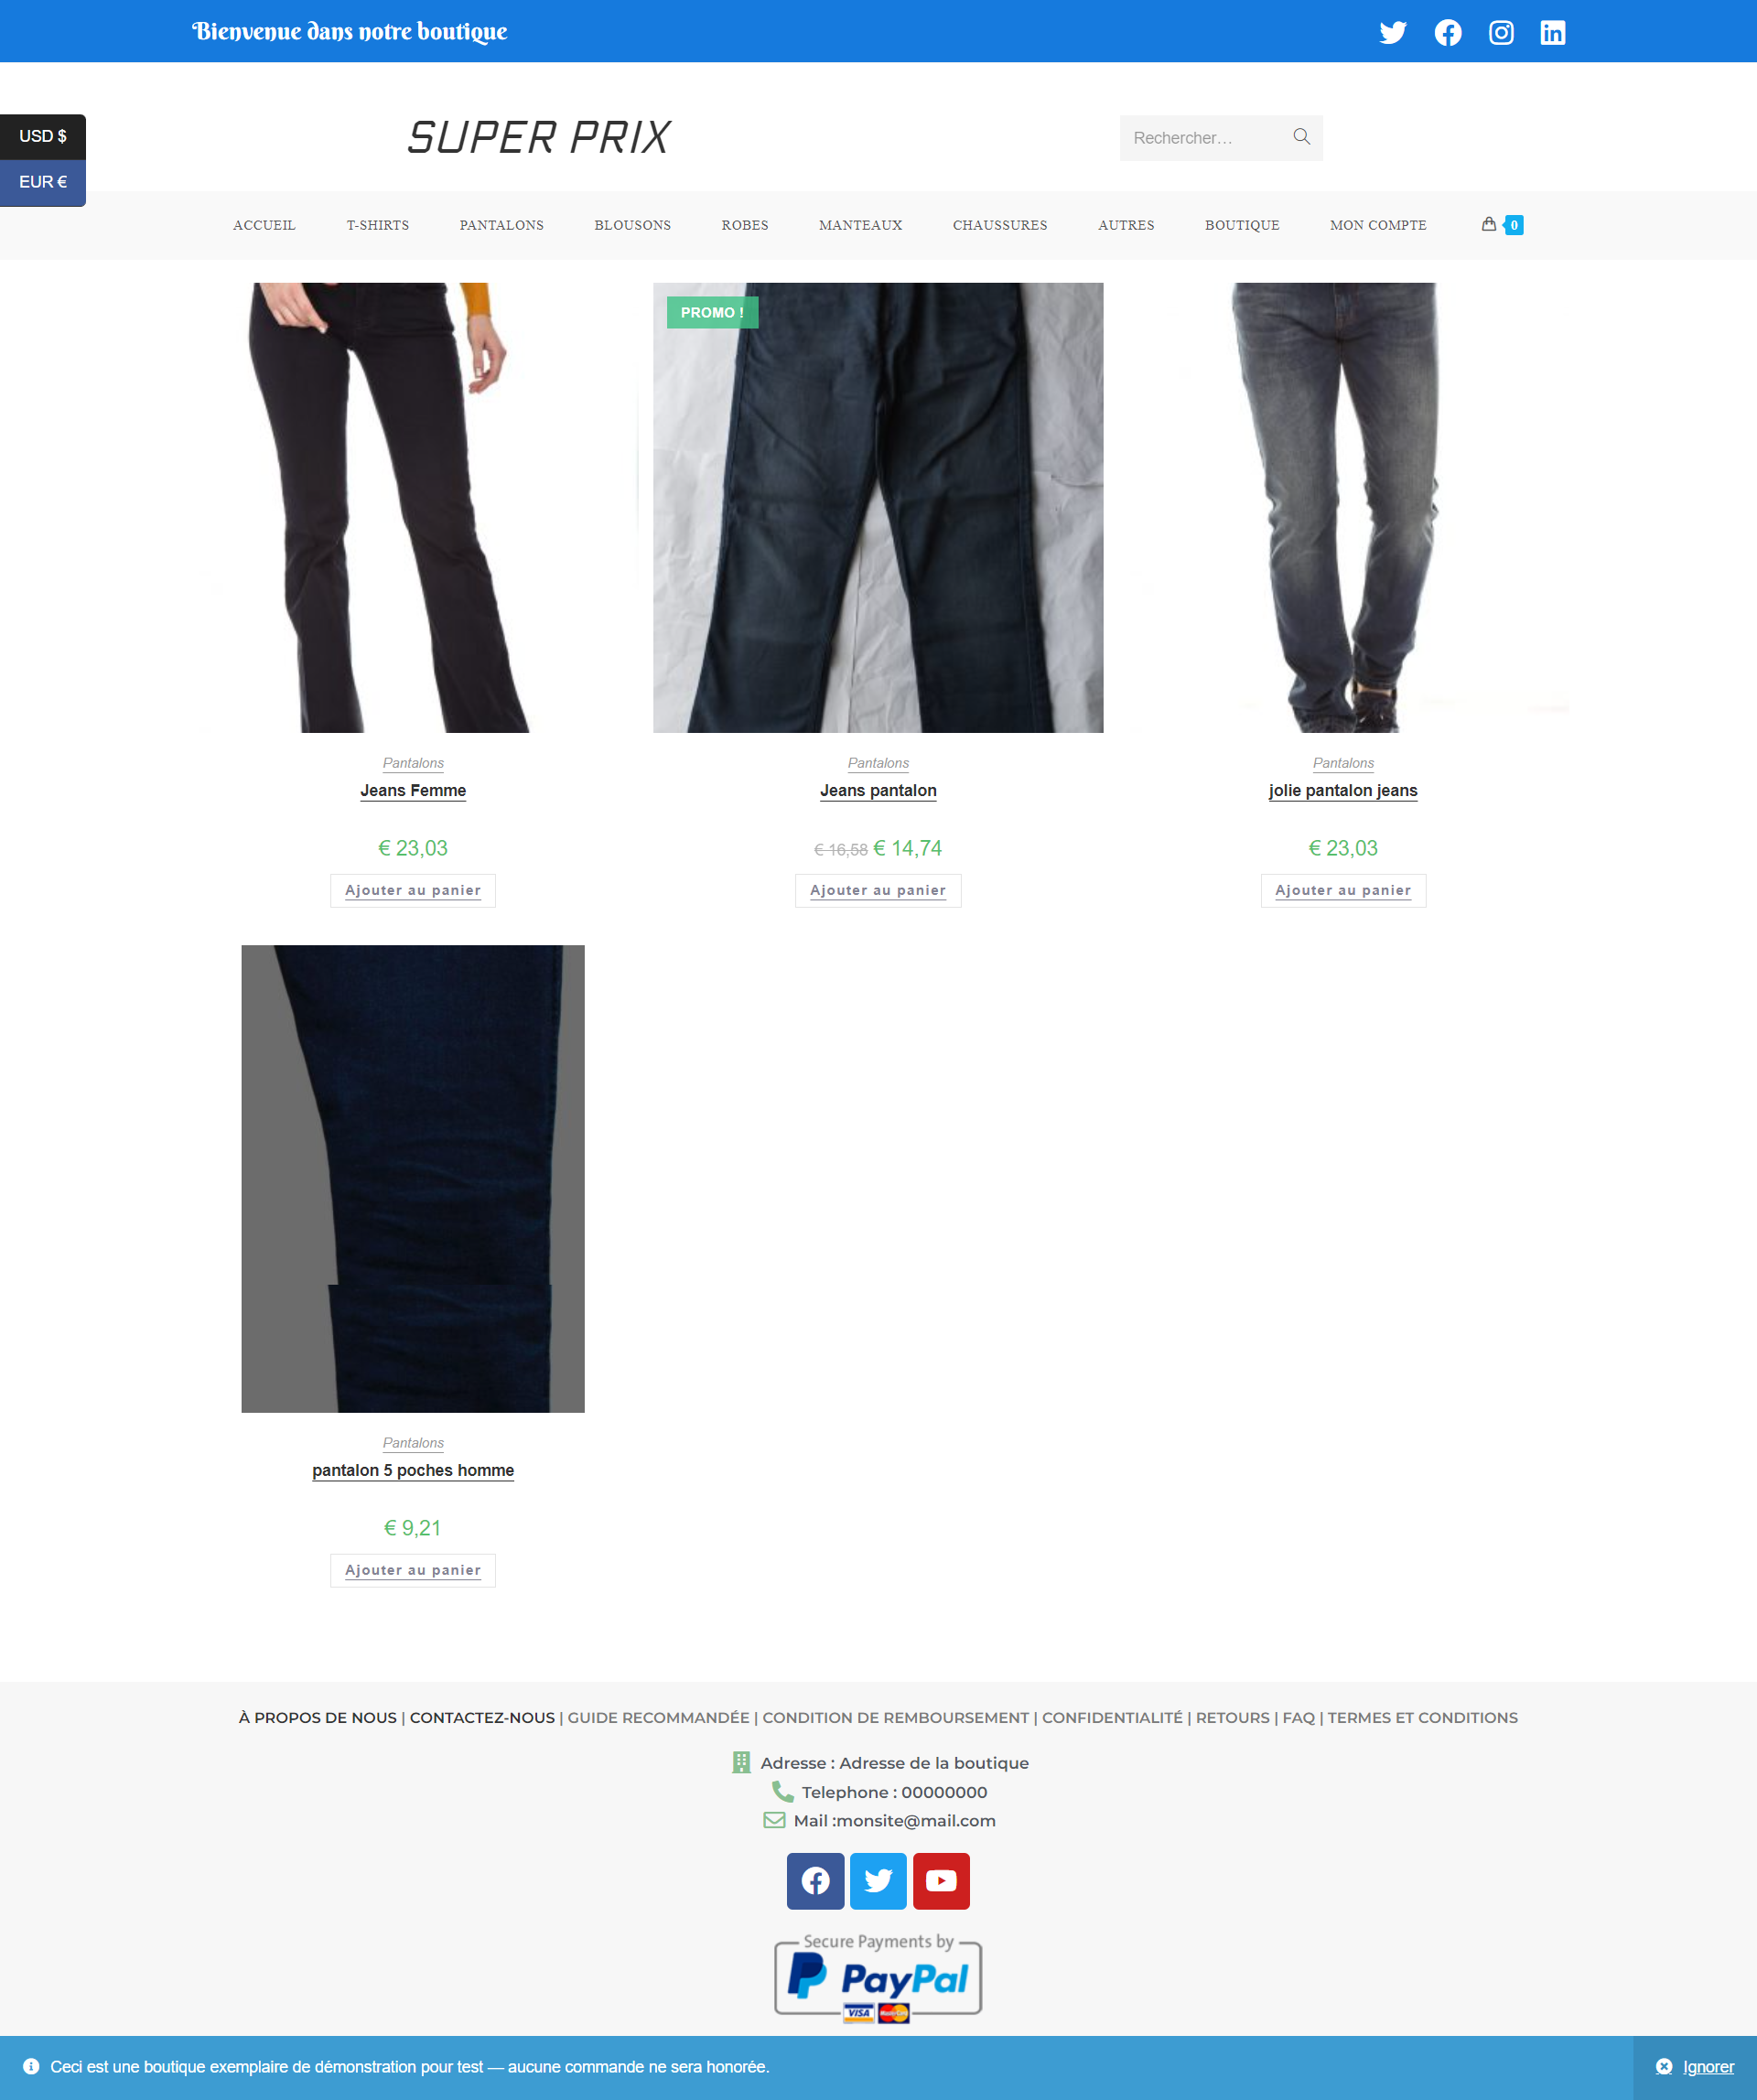 Bienvenue dans notre boutique
USD $
EUR €
SUPER PRIX
Rechercher...
ACCUEIL T-SHIRTS PANTALONS BLOUSONS ROBES MANTEAUX CHAUSSURES AUTRES BOUTIQUE MON COMPTE 0
PROMO !
Pantalons Pantalons Pantalons
Jeans Femme Jeans pantalon jolie pantalon jeans
€ 23,03 € 16,58 € 14,74 € 23,03
Ajouter au panier Ajouter au panier Ajouter au panier
Pantalons
pantalon 5 poches homme
€ 9,21
Ajouter au panier
À PROPOS DE NOUS | CONTACTEZ-NOUS | GUIDE RECOMMANDÉE | CONDITION DE REMBOURSEMENT | CONFIDENTIALITÉ | RETOURS | FAQ | TERMES ET CONDITIONS
Adresse : Adresse de la boutique
Telephone : 00000000
Mail :monsite@mail.com
Secure Payments by
PayPal
VISA MasterCard
Ceci est une boutique exemplaire de démonstration pour test — aucune commande ne sera honorée. Ignorer